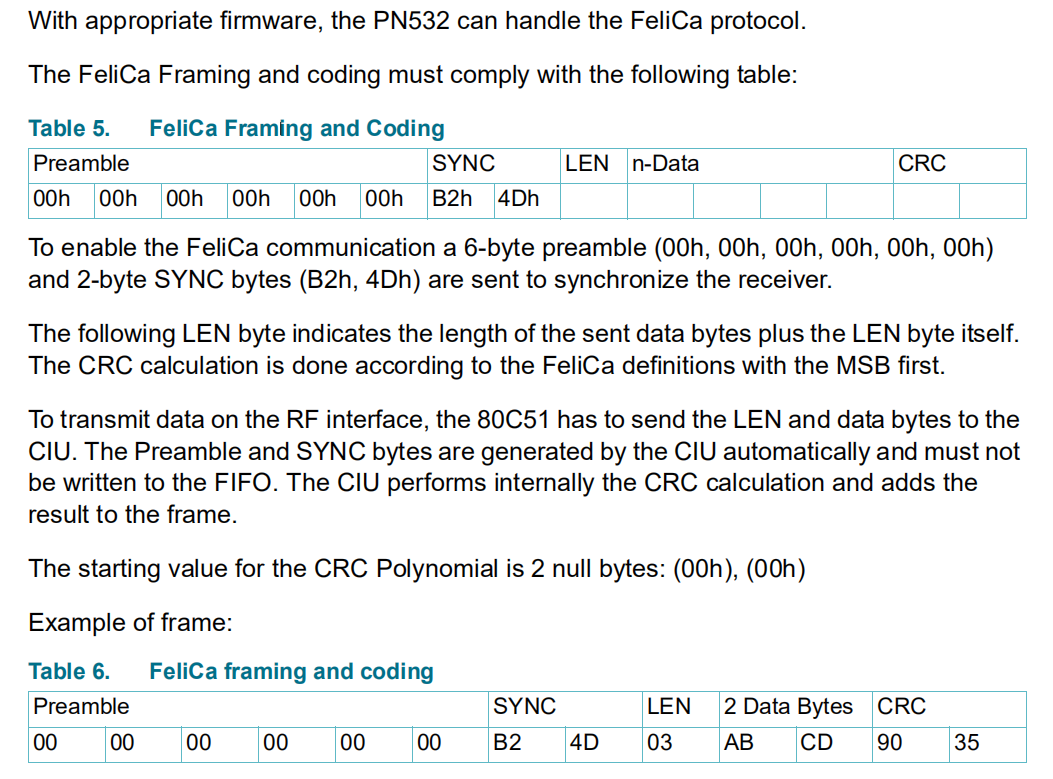 With appropriate firmware, the PN532 can handle the FeliCa protocol.
The FeliCa Framing and coding must comply with the following table:
Table 5. FeliCa Framing and Coding
Preamble SYNC LEN n-Data CRC
00h 00h 00h 00h 00h 00h B2h 4Dh
To enable the FeliCa communication a 6-byte preamble (00h, 00h, 00h, 00h, 00h, 00h)
and 2-byte SYNC bytes (B2h, 4Dh) are sent to synchronize the receiver.
The following LEN byte indicates the length of the sent data bytes plus the LEN byte itself.
The CRC calculation is done according to the FeliCa definitions with the MSB first.
To transmit data on the RF interface, the 80C51 has to send the LEN and data bytes to the
CIU. The Preamble and SYNC bytes are generated by the CIU automatically and must not
be written to the FIFO. The CIU performs internally the CRC calculation and adds the
result to the frame.
The starting value for the CRC Polynomial is 2 null bytes: (00h), (00h)
Example of frame:
Table 6. FeliCa framing and coding
Preamble SYNC LEN 2 Data Bytes CRC
00 00 00 00 00 00 B2 4D 03 AB CD 90 35